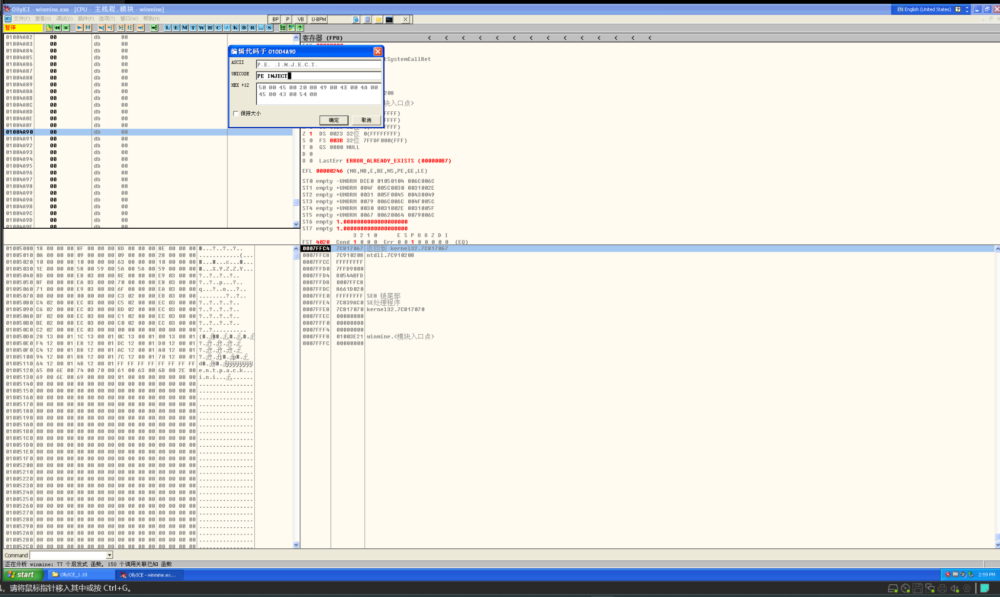 OllyICE - winmine.exe - [CPU - 主线程,模块 - winmine]
EN English (United States)
文件(F) 查看(V) 调试(D) 插件(P) 选项(T) 窗口(W) 帮助(H)
BP P VB U-BPM
暂停
L E M T W H C / K B R ... S
寄存器 (FPU) < < < < < < < < < < < < < <
01004A82 00 db 00
01004A83 00 db 00
01004A84 00 db 00
01004A85 00 db 00
01004A86 00 db 00
01004A87 00 db 00
01004A88 00 db 00
01004A89 00 db 00
01004A8A 00 db 00
01004A8B 00 db 00
01004A8C 00 db 00
01004A8D 00 db 00
01004A8E 00 db 00
01004A8F 00 db 00
01004A90 00 db 00
01004A91 00 db 00
01004A92 00 db 00
01004A93 00 db 00
01004A94 00 db 00
01004A95 00 db 00
01004A96 00 db 00
01004A97 00 db 00
01004A98 00 db 00
01004A99 00 db 00
01004A9A 00 db 00
01004A9B 00 db 00
01004A9C 00 db 00
01004A9D 00 db 00
编辑代码于 01004A90
ASCII P.E. .I.N.J.E.C.T.
UNICODE PE INJECT
HEX +12 50 00 45 00 20 00 49 00 4E 00 4A 00
45 00 43 00 54 00
保持大小
确定 取消
tSystemCallRet
208
块入口点>
FFF)
FFF)
Z 1 DS 0023 32位 0(FFFFFFFF)
S 0 FS 003B 32位 7FFDF000(FFF)
T 0 GS 0000 NULL
D 0
O 0 LastErr ERROR_ALREADY_EXISTS (000000B7)
EFL 00000246 (NO,NB,E,BE,NS,PE,GE,LE)
ST0 empty -UNORM BCE0 01050104 006C006C
ST1 empty +UNORM 004F 005C0030 0031002E
ST2 empty +UNORM 0031 005F0045 00430049
ST3 empty +UNORM 0079 006C006C 004F005C
ST4 empty +UNORM 0030 0031002E 0031005F
ST5 empty +UNORM 0067 00620064 0079006C
ST6 empty 1.0000000000000000000
ST7 empty 1.0000000000000000000
3 2 1 0 E S P U O Z D I
FST 4020 Cond 1 0 0 0 Err 0 0 1 0 0 0 0 0 (EQ)
01005000 18 00 00 00 8F 00 00 00 8D 00 00 00 8E 00 00 00
01005010 0A 00 00 00 09 00 00 00 09 00 00 00 28 00 00 00
01005020 10 00 00 00 10 00 00 00 63 00 00 00 10 00 00 00
01005030 1E 00 00 00 58 00 59 00 5A 00 5A 00 59 00 00 00
01005040 8D 00 00 00 E8 03 00 00 8E 00 00 00 E9 03 00 00
01005050 8F 00 00 00 EA 03 00 00 70 00 00 00 E8 03 00 00
01005060 71 00 00 00 E9 03 00 00 6F 00 00 00 EA 03 00 00
01005070 00 00 00 00 00 00 00 00 C3 02 00 00 EB 03 00 00
01005080 C4 02 00 00 EC 03 00 00 C5 02 00 00 EC 03 00 00
01005090 C6 02 00 00 EC 03 00 00 BD 02 00 00 EC 03 00 00
010050A0 BF 02 00 00 EC 03 00 00 C1 02 00 00 EC 03 00 00
010050B0 BE 02 00 00 EC 03 00 00 C0 02 00 00 EC 03 00 00
010050C0 C2 02 00 00 EC 03 00 00 00 00 00 00 00 00 00 00
010050D0 28 13 00 01 1C 13 00 01 0C 13 00 01 00 13 00 01
010050E0 F4 12 00 01 E8 12 00 01 DC 12 00 01 D0 12 00 01
010050F0 C4 12 00 01 B8 12 00 01 AC 12 00 01 A0 12 00 01
01005100 94 12 00 01 88 12 00 01 7C 12 00 01 70 12 00 01
01005110 64 12 00 01 48 12 00 01 FF FF FF FF FF FF FF FF
01005120 65 00 6E 00 74 00 70 00 61 00 63 00 6B 00 2E 00 e.n.t.p.a.c.k...
01005130 69 00 6E 00 69 00 00 00 01 00 00 00 00 00 00 00
01005140 00 00 00 00 00 00 00 00 00 00 00 00 00 00 00 00 ................
01005150 00 00 00 00 00 00 00 00 00 00 00 00 00 00 00 00 ................
01005160 00 00 00 00 00 00 00 00 00 00 00 00 00 00 00 00 ................
01005170 00 00 00 00 00 00 00 00 00 00 00 00 00 00 00 00 ................
01005180 00 00 00 00 00 00 00 00 00 00 00 00 00 00 00 00 ................
01005190 00 00 00 00 00 00 00 00 00 00 00 00 00 00 00 00 ................
010051A0 00 00 00 00 00 00 00 00 00 00 00 00 00 00 00 00 ................
010051B0 00 00 00 00 00 00 00 00 00 00 00 00 00 00 00 00 ................
010051C0 00 00 00 00 00 00 00 00 00 00 00 00 00 00 00 00 ................
010051D0 00 00 00 00 00 00 00 00 00 00 00 00 00 00 00 00 ................
010051E0 00 00 00 00 00 00 00 00 00 00 00 00 00 00 00 00 ................
010051F0 00 00 00 00 00 00 00 00 00 00 00 00 00 00 00 00 ................
01005200 00 00 00 00 00 00 00 00 00 00 00 00 00 00 00 00 ................
01005210 00 00 00 00 00 00 00 00 00 00 00 00 00 00 00 00 ................
01005220 00 00 00 00 00 00 00 00 00 00 00 00 00 00 00 00 ................
01005230 00 00 00 00 00 00 00 00 00 00 00 00 00 00 00 00 ................
01005240 00 00 00 00 00 00 00 00 00 00 00 00 00 00 00 00 ................
01005250 00 00 00 00 00 00 00 00 00 00 00 00 00 00 00 00 ................
01005260 00 00 00 00 00 00 00 00 00 00 00 00 00 00 00 00 ................
01005270 00 00 00 00 00 00 00 00 00 00 00 00 00 00 00 00 ................
01005280 00 00 00 00 00 00 00 00 00 00 00 00 00 00 00 00 ................
01005290 00 00 00 00 00 00 00 00 00 00 00 00 00 00 00 00 ................
010052A0 00 00 00 00 00 00 00 00 00 00 00 00 00 00 00 00 ................
010052B0 00 00 00 00 00 00 00 00 00 00 00 00 00 00 00 00 ................
010052C0 00 00 00 00 00 00 00 00 00 00 00 00 00 00 00 00 ................
0007FFC4 7C817067 返回到 kernel32.7C817067
0007FFC8 7C910208 ntdll.7C910208
0007FFCC FFFFFFFF
0007FFD0 7FFD9000
0007FFD4 80544BFD
0007FFD8 0007FFC8
0007FFDC 8661D020
0007FFE0 FFFFFFFF SEH 链尾部
0007FFE4 7C839AC0 SE处理程序
0007FFE8 7C817070 kernel32.7C817070
0007FFEC 00000000
0007FFF0 00000000
0007FFF4 00000000
0007FFF8 01003E21 winmine.<模块入口点>
0007FFFC 00000000
Command
正在分析 winmine: 77 个启发式 函数, 150 个调用关联已知 函数
start OllyICE_1.10 OllyICE - winmine.ex... 2:59 PM
，请将鼠标指针移入其中或按 Ctrl+G。